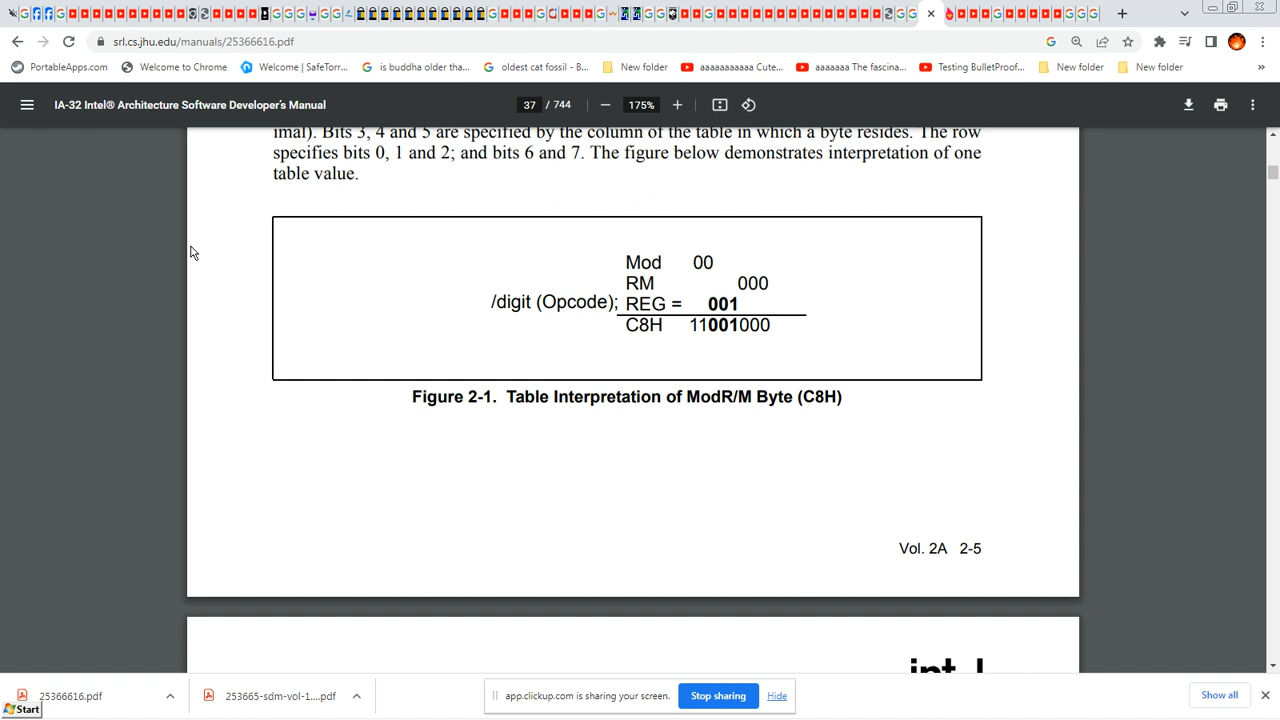 srl.cs.jhu.edu/manuals/25366616.pdf
PortableApps.com
Welcome to Chrome
Welcome | SafeTorr...
is buddha older tha...
oldest cat fossil - B...
New folder
aaaaaaaaaaa Cute...
aaaaaaa The fascina...
Testing BulletProof...
New folder
New folder
»
IA-32 Intel® Architecture Software Developer's Manual
37 / 744
175%
imal). Bits 3, 4 and 5 are specified by the column of the table in which a byte resides. The row
specifies bits 0, 1 and 2; and bits 6 and 7. The figure below demonstrates interpretation of one
table value.
Mod 00
RM 000
/digit (Opcode); REG = 001
C8H 11001000
Figure 2-1. Table Interpretation of ModR/M Byte (C8H)
Vol. 2A 2-5
25366616.pdf
253665-sdm-vol-1....pdf
app.clickup.com is sharing your screen.
Stop sharing
Hide
Show all
Start